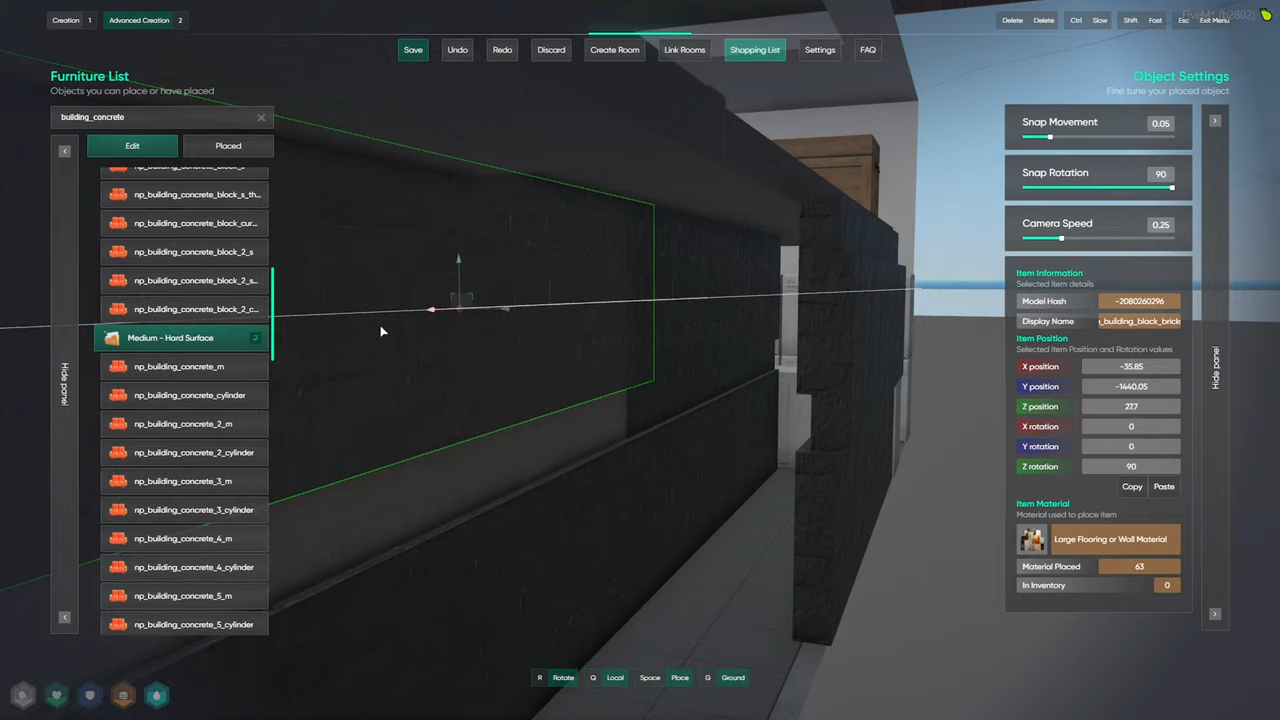 Creation 1 Advanced Creation 2
Delete Delete Ctrl Slow Shift Fast Esc Exit Menu
FiveM* (b2802)
Save Undo Redo Discard Create Room Link Rooms Shopping List Settings FAQ
Furniture List
Objects you can place or have placed
building_concrete
Edit Placed
np_building_concrete_block_s_th...
np_building_concrete_block_cur...
np_building_concrete_block_2_s
np_building_concrete_block_2_s...
np_building_concrete_block_2_c...
Medium - Hard Surface
np_building_concrete_m
np_building_concrete_cylinder
np_building_concrete_2_m
np_building_concrete_2_cylinder
np_building_concrete_3_m
np_building_concrete_3_cylinder
np_building_concrete_4_m
np_building_concrete_4_cylinder
np_building_concrete_5_m
np_building_concrete_5_cylinder
Hide panel
Object Settings
Fine tune your placed object
Snap Movement 0.05
Snap Rotation 90
Camera Speed 0.25
Item Information
Selected item details
Model Hash -2080260296
Display Name _building_block_brick
Item Position
Selected item Position and Rotation values
X position -35.85
Y position -1440.05
Z position 27.7
X rotation 0
Y rotation 0
Z rotation 90
Copy Paste
Item Material
Material used to place item
Large Flooring or Wall Material
Material Placed 63
In Inventory 0
Hide panel
R Rotate Q Local Space Place G Ground